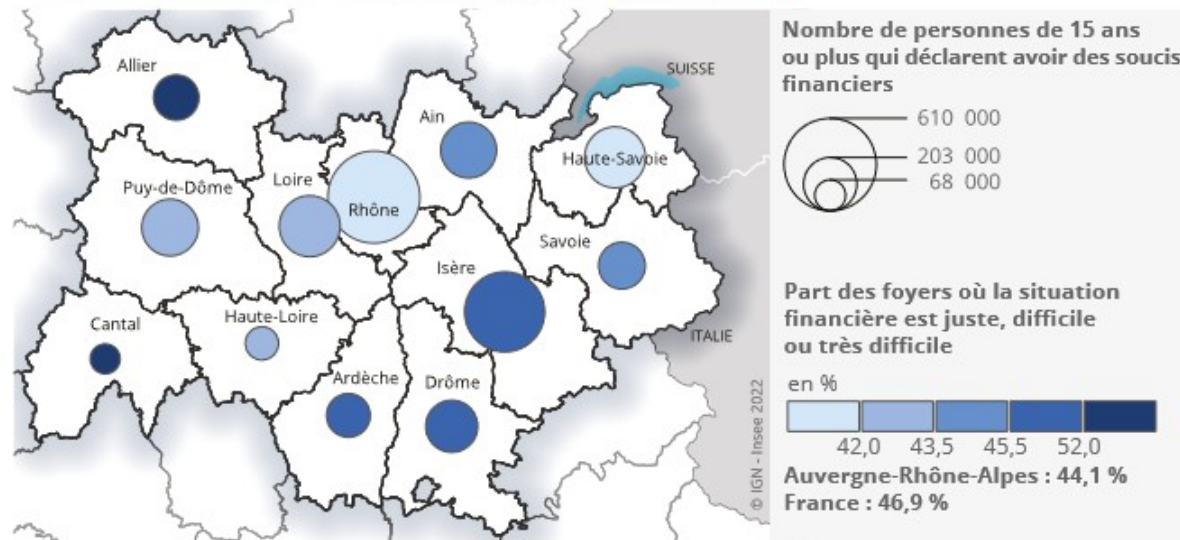 Allier
SUISSE
Ain
Haute-Savoie
Puy-de-Dôme
Loire
Rhône
Savoie
Isère
Cantal
Haute-Loire
ITALIE
Ardèche
Drôme
© IGN - Insee 2022
Nombre de personnes de 15 ans
ou plus qui déclarent avoir des soucis
financiers
610 000
203 000
68 000
Part des foyers où la situation
financière est juste, difficile
ou très difficile
en %
42,0 43,5 45,5 52,0
Auvergne-Rhône-Alpes : 44,1 %
France : 46,9 %